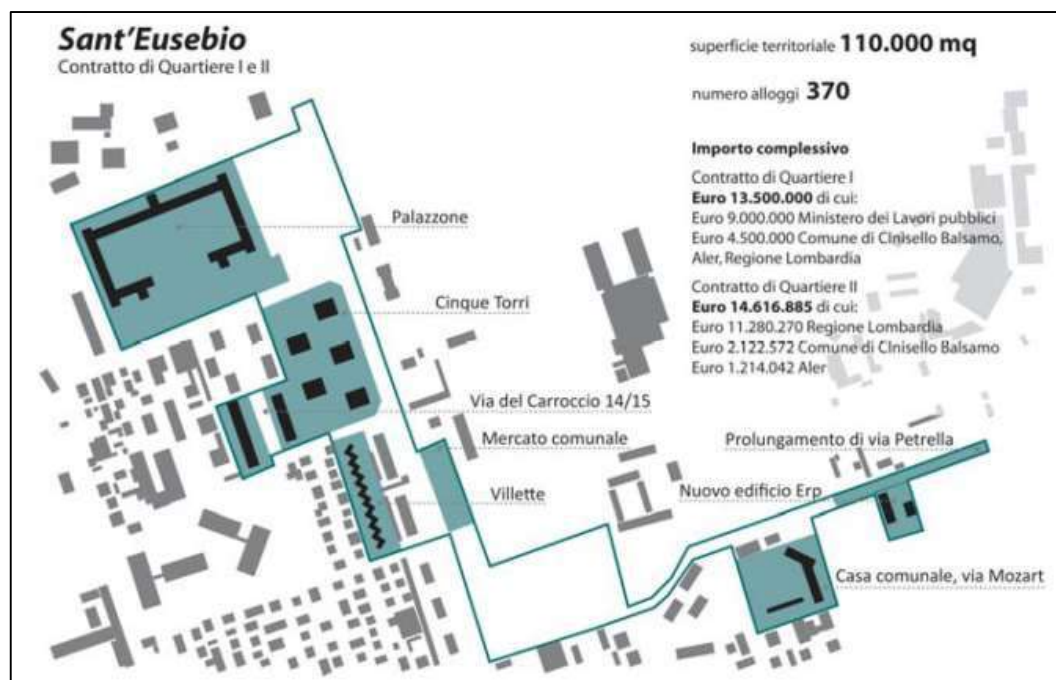 Sant'Eusebio
Contratto di Quartiere I e II
superficie territoriale 110.000 mq
numero alloggi 370
Importo complessivo
Contratto di Quartiere I
Euro 13.500.000 di cui:
Euro 9.000.000 Ministero dei Lavori pubblici
Euro 4.500.000 Comune di CInisello Balsamo,
Aler, Regione Lombardia
Contratto di Quartiere II
Euro 14.616.885 di cui:
Euro 11.280.270 Regione Lombardia
Euro 2.122.572 Comune di CInisello Balsamo
Euro 1.214.042 Aler
Palazzone
Cinque Torri
Via del Carroccio 14/15
Mercato comunale
Villette
Prolungamento di via Petrella
Nuovo edificio Erp
Casa comunale, via Mozart